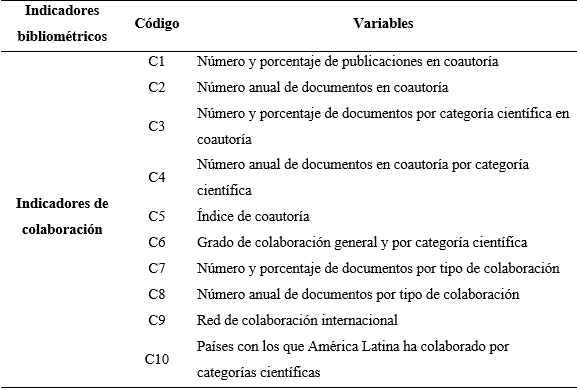 Indicadores
bibliométricos
Código
Variables
Indicadores de
colaboración
C1 Número y porcentaje de publicaciones en coautoría
C2 Número anual de documentos en coautoría
C3 Número y porcentaje de documentos por categoría científica en
coautoría
C4 Número anual de documentos en coautoría por categoría
científica
C5 Índice de coautoría
C6 Grado de colaboración general y por categoría científica
C7 Número y porcentaje de documentos por tipo de colaboración
C8 Número anual de documentos por tipo de colaboración
C9 Red de colaboración internacional
C10 Países con los que América Latina ha colaborado por
categorías científicas